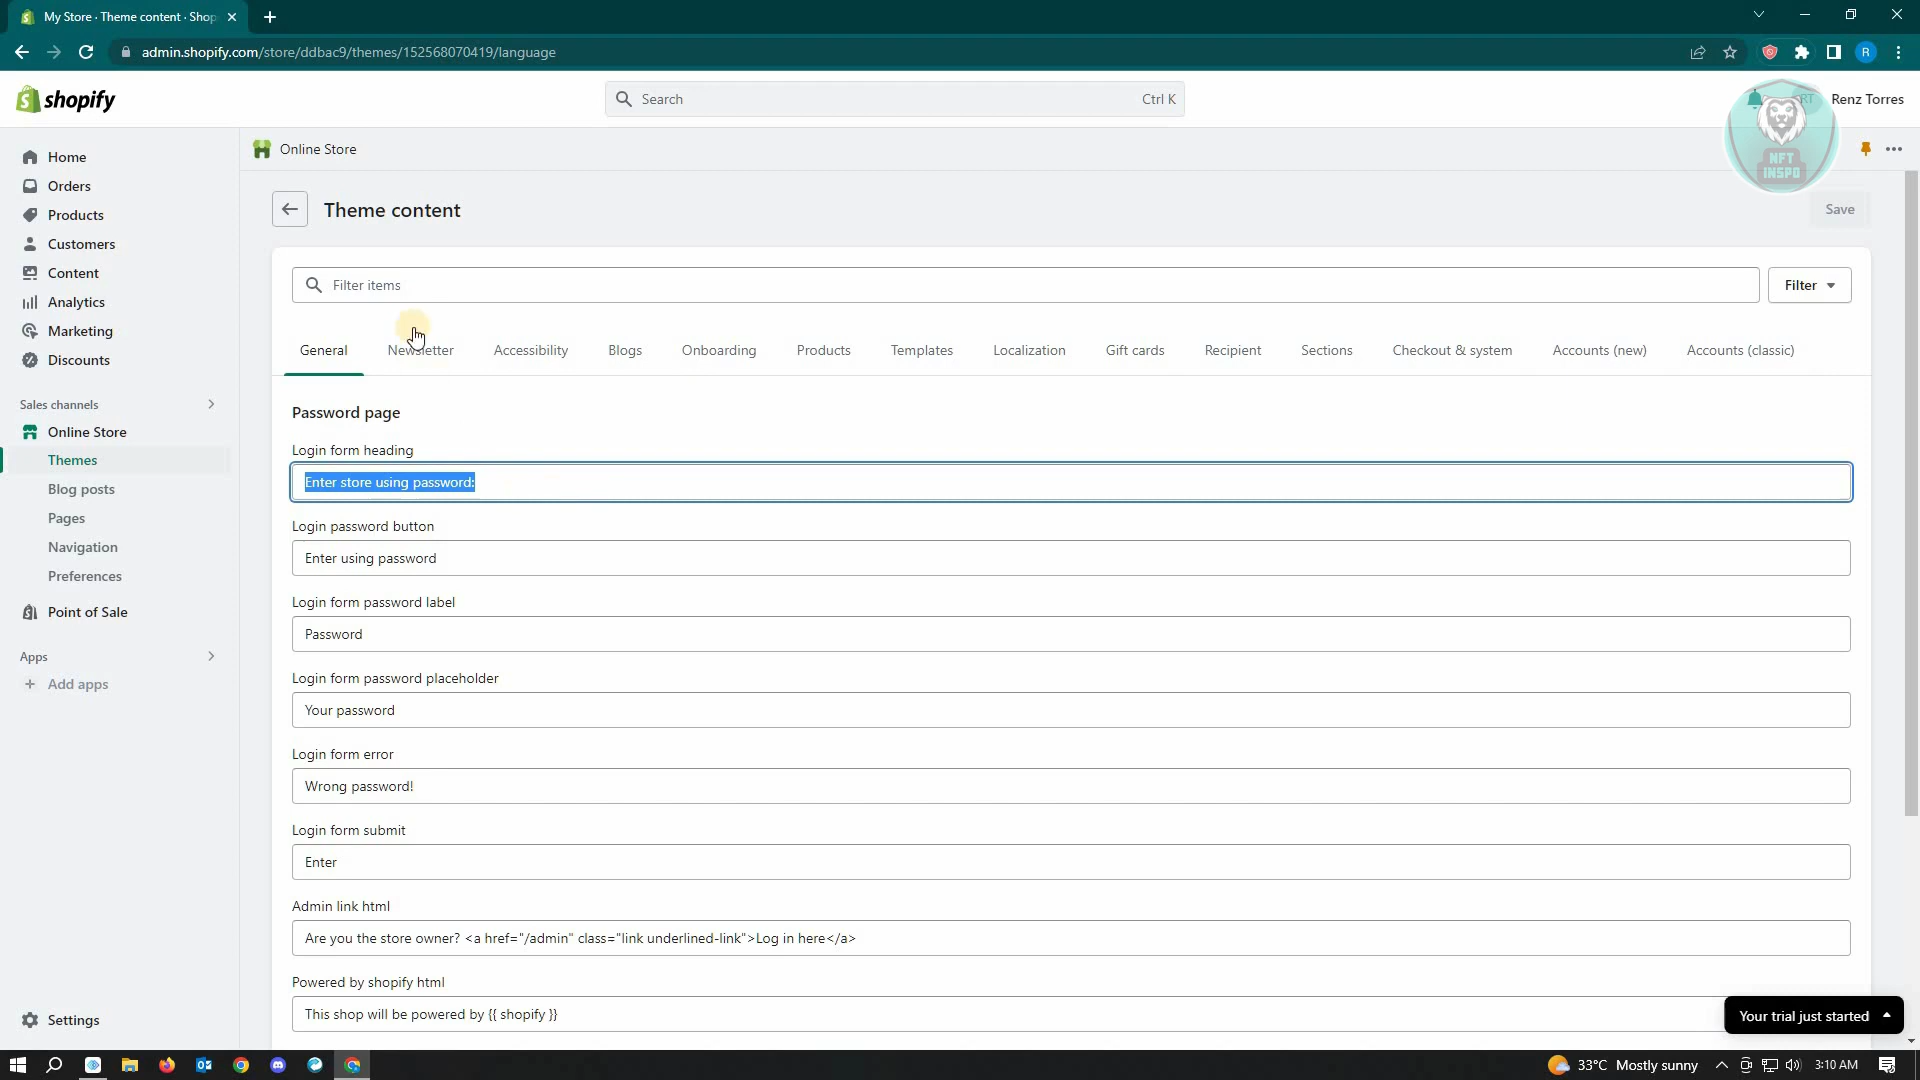 My Store · Theme content · Shop
admin.shopify.com/store/ddbac9/themes/152568070419/language
R
shopify
Search
Ctrl K
RT
Renz Torres
NFT
INSPO
Home
Orders
Products
Customers
Content
Analytics
Marketing
Discounts
Sales channels
Online Store
Themes
Blog posts
Pages
Navigation
Preferences
Point of Sale
Apps
Add apps
Settings
Online Store
Theme content
Save
Filter items
Filter
General
Newsletter
Accessibility
Blogs
Onboarding
Products
Templates
Localization
Gift cards
Recipient
Sections
Checkout & system
Accounts (new)
Accounts (classic)
Password page
Login form heading
Enter store using password:
Login password button
Enter using password
Login form password label
Password
Login form password placeholder
Your password
Login form error
Wrong password!
Login form submit
Enter
Admin link html
Are you the store owner? <a href="/admin" class="link underlined-link">Log in here</a>
Powered by shopify html
This shop will be powered by {{ shopify }}
Your trial just started
33°C Mostly sunny
3:10 AM